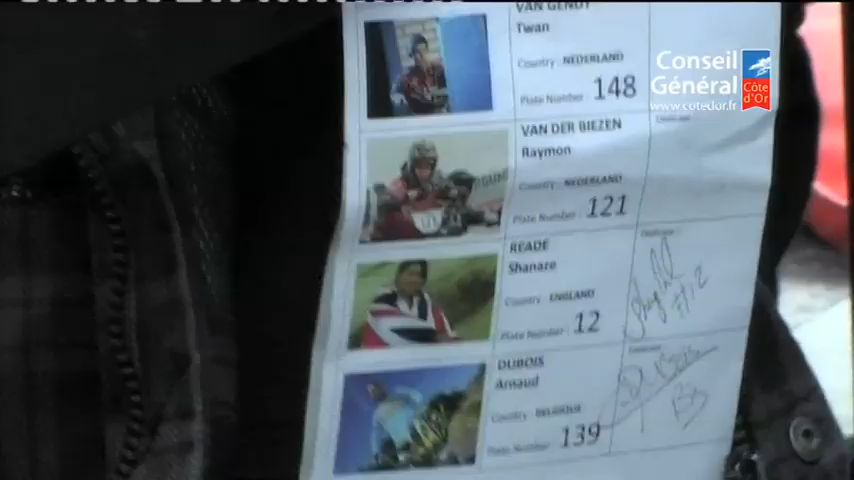 VAN GENDT
Twan
Country : NEDERLAND
Plate Number : 148
Conseil
Général
Côte
d'Or
www.cotedor.fr
VAN DER BIEZEN
Raymon
Country : NEDERLAND
Plate Number : 121
READE
Shanaze
Country : ENGLAND
Plate Number : 12
#12
DUBOIS
Arnaud
Country :
Plate Number : 139